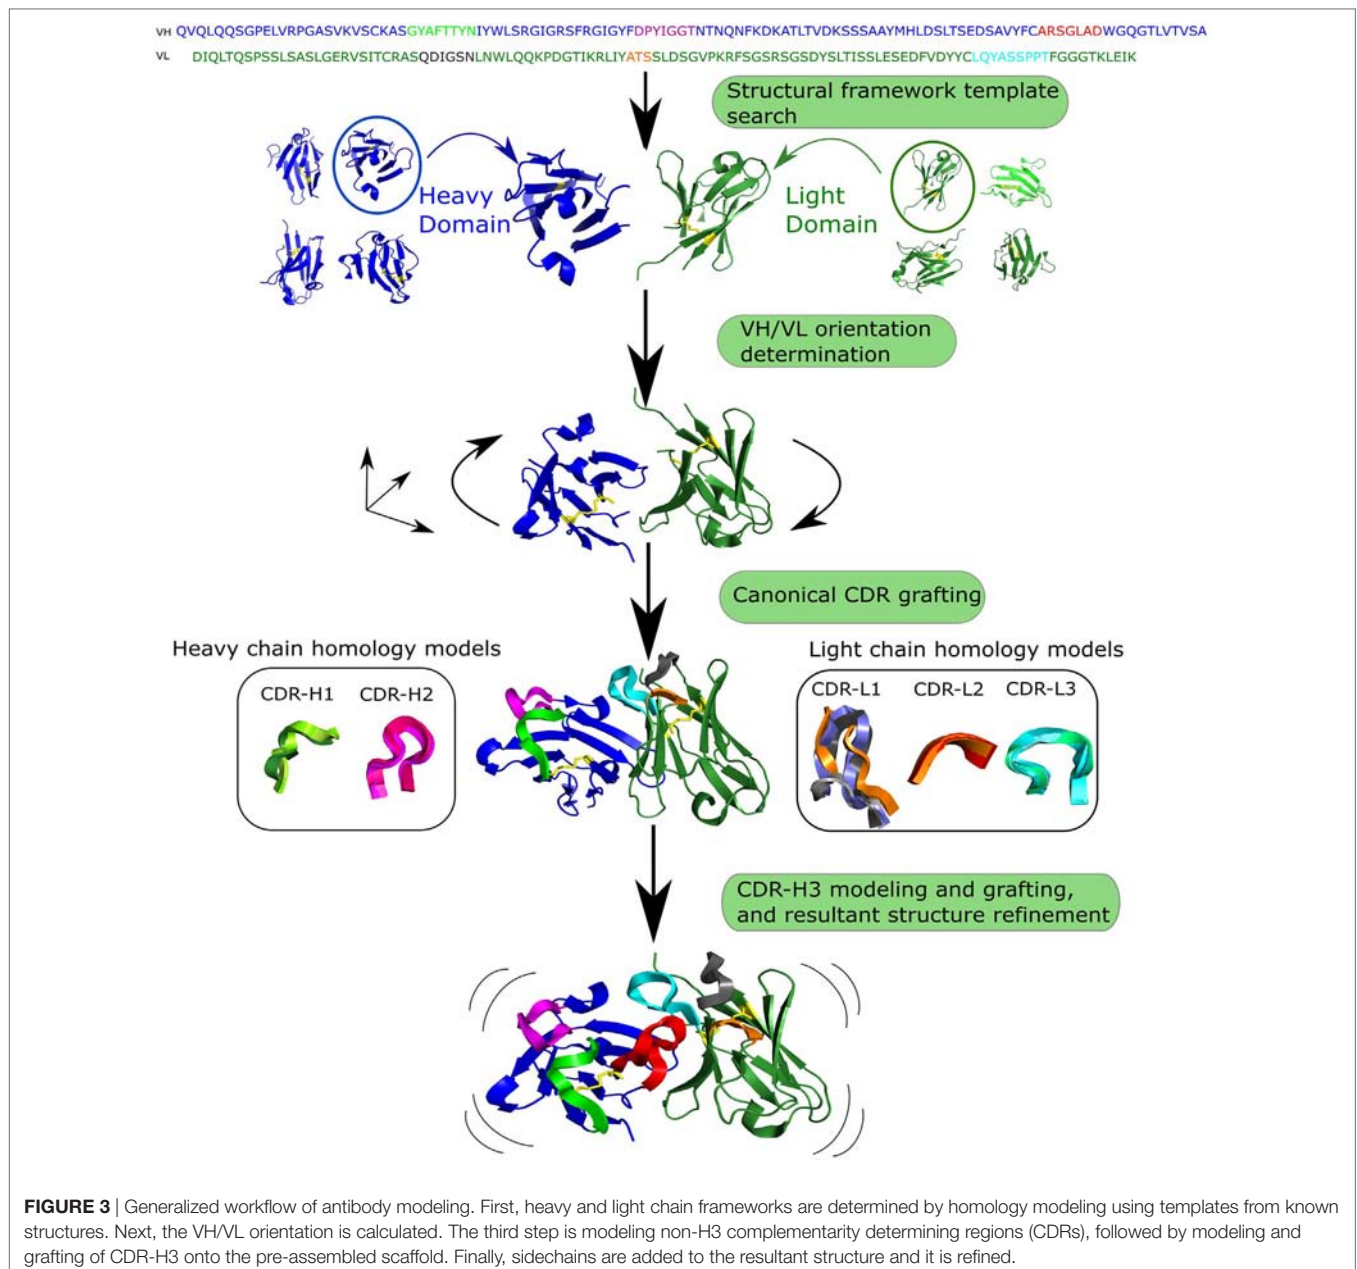 VH QVQLQQSGPELVRPGASVKVSCKASGYAFTTYNIYWLSRGIGRSFRGIGYFDPYIGGTNTNQNFKDKATLTVDKSSSAAYMHLDSLTSEDSAVYFCARSGLADWGQGTLVTVSA
VL DIQLTQSPSSLSASLGERVSITCRASQDIGSNLNWLQQKPDGTIKRLIYATSSLDSGVPKRFSGSRSGSDYSLTISSLESEDFVDYYCLQYASSPPTFGGGTKLEIK
Structural framework template
search
Heavy
Domain
Light
Domain
VH/VL orientation
determination
Canonical CDR grafting
Heavy chain homology models
CDR-H1 CDR-H2
Light chain homology models
CDR-L1 CDR-L2 CDR-L3
CDR-H3 modeling and grafting,
and resultant structure refinement
FIGURE 3 | Generalized workflow of antibody modeling. First, heavy and light chain frameworks are determined by homology modeling using templates from known
structures. Next, the VH/VL orientation is calculated. The third step is modeling non-H3 complementarity determining regions (CDRs), followed by modeling and
grafting of CDR-H3 onto the pre-assembled scaffold. Finally, sidechains are added to the resultant structure and it is refined.